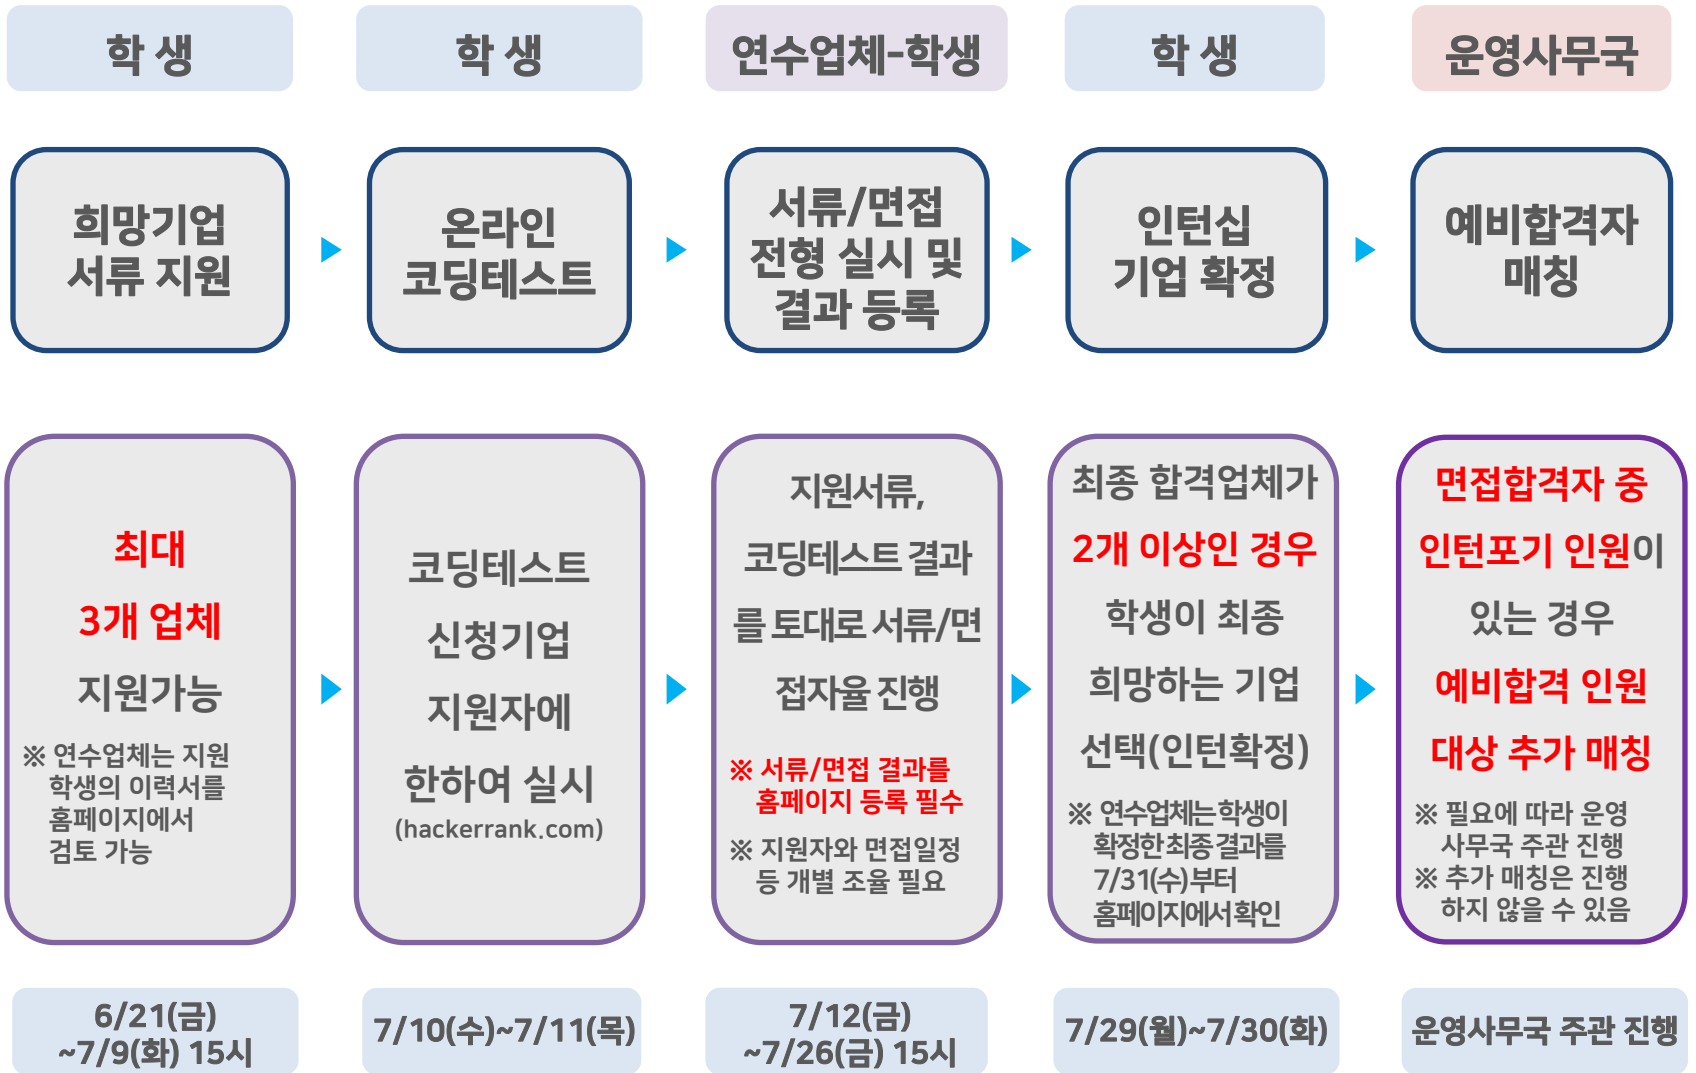 학 생
학 생
연수업체-학생
학 생
운영사무국
희망기업
서류 지원
온라인
코딩테스트
서류/면접
전형 실시 및
결과 등록
인턴십
기업 확정
예비합격자
매칭
최대
3개 업체
지원가능
※ 연수업체는 지원
학생의 이력서를
홈페이지에서
검토 가능
코딩테스트
신청기업
지원자에
한하여 실시
(hackerrank.com)
지원서류,
코딩테스트 결과
를 토대로 서류/면
접자율 진행
※ 서류/면접 결과를
홈페이지 등록 필수
※ 지원자와 면접일정
등 개별 조율 필요
최종 합격업체가
2개 이상인 경우
학생이 최종
희망하는 기업
선택(인턴확정)
※ 연수업체는 학생이
확정한 최종 결과를
7/31(수) 부터
홈페이지에서 확인
면접합격자 중
인턴포기 인원이
있는 경우
예비합격 인원
대상 추가 매칭
※ 필요에 따라 운영
사무국 주관 진행
※ 추가 매칭은 진행
하지 않을 수 있음
6/21(금)
~7/9(화) 15시
7/10(수)~7/11(목)
7/12(금)
~7/26(금) 15시
7/29(월)~7/30(화)
운영사무국 주관 진행